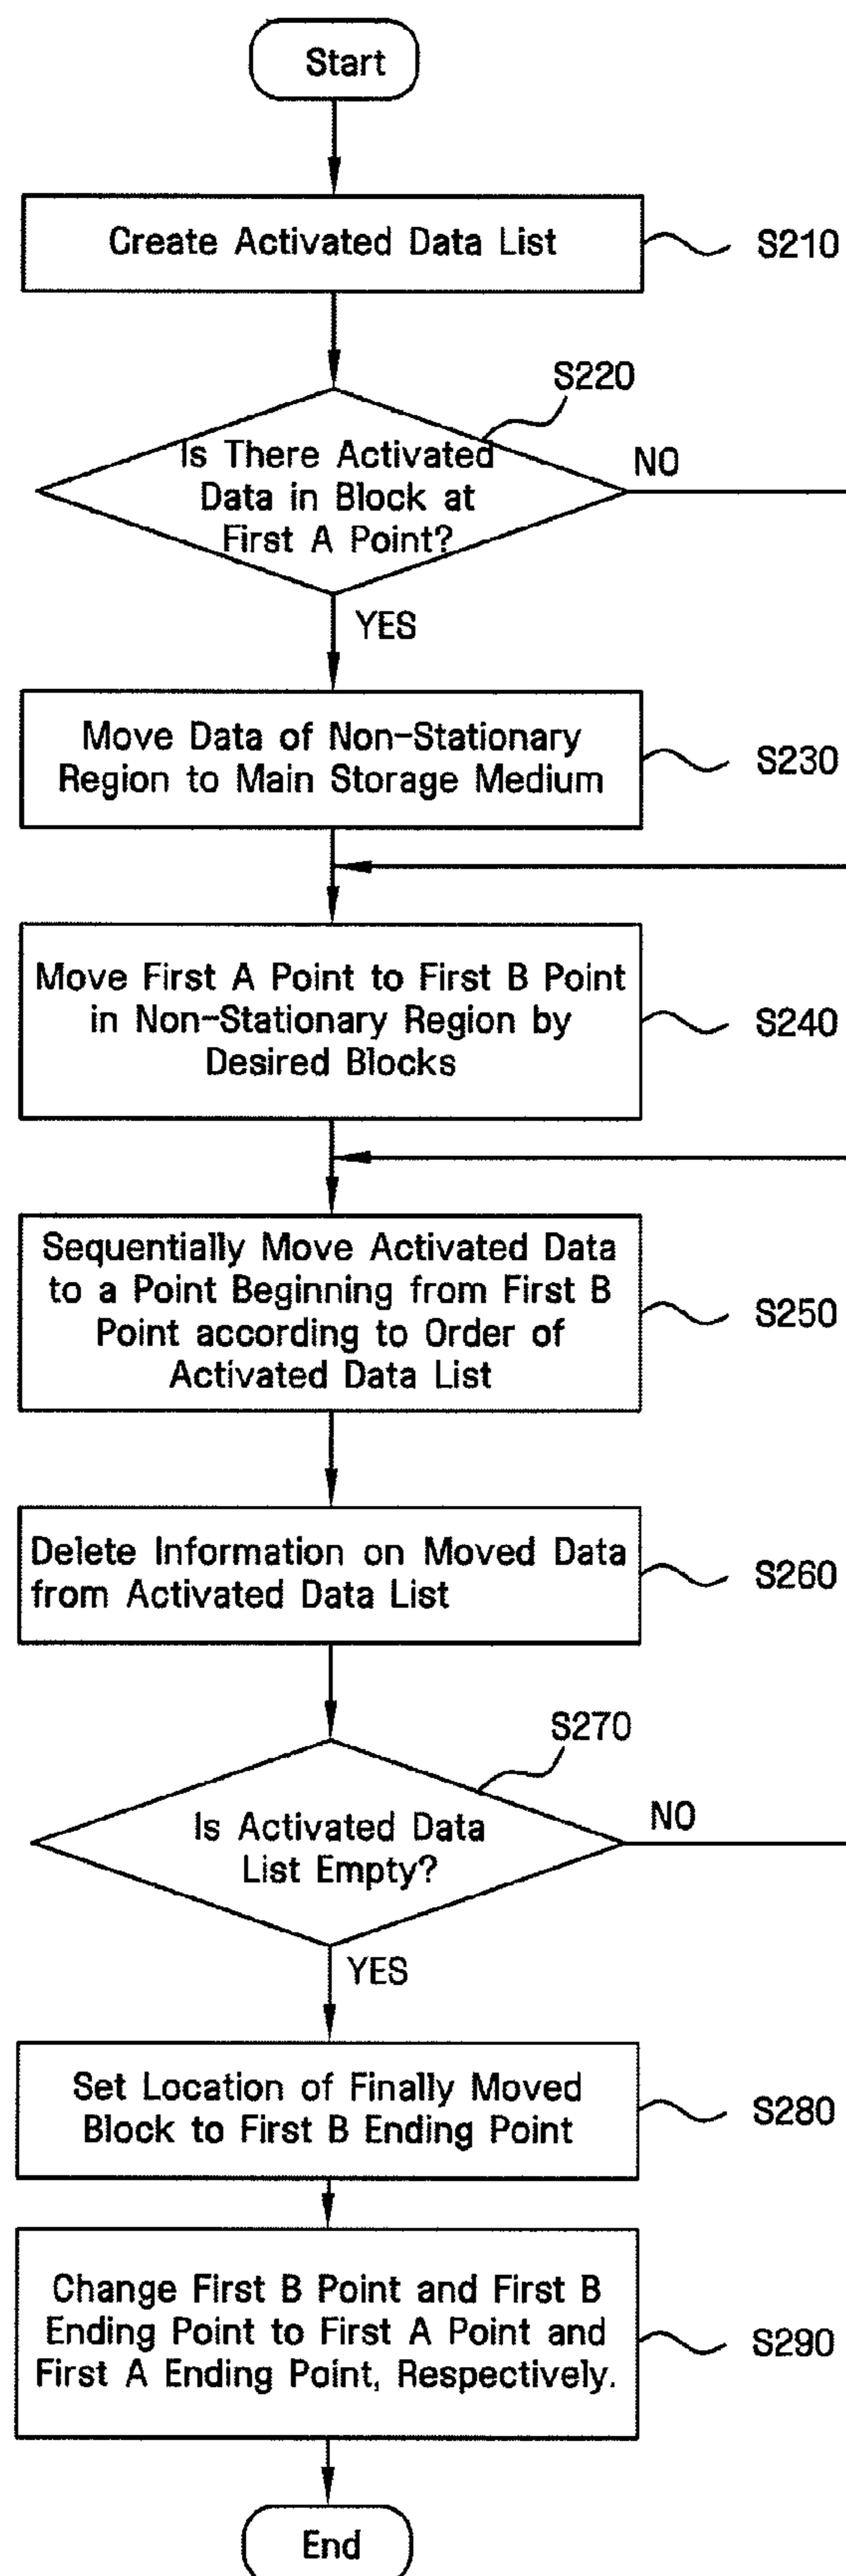 Start
Create Activated Data List
S210
S220
Is There Activated
Data in Block at
First A Point?
NO
YES
Move Data of Non-Stationary
Region to Main Storage Medium
S230
Move First A Point to First B Point
in Non-Stationary Region by
Desired Blocks
S240
Sequentially Move Activated Data
to a Point Beginning from First B
Point according to Order of
Activated Data List
S250
Delete Information on Moved Data
from Activated Data List
S260
S270
Is Activated Data
List Empty?
NO
YES
Set Location of Finally Moved
Block to First B Ending Point
S280
Change First B Point and First B
Ending Point to First A Point and
First A Ending Point, Respectively.
S290
End